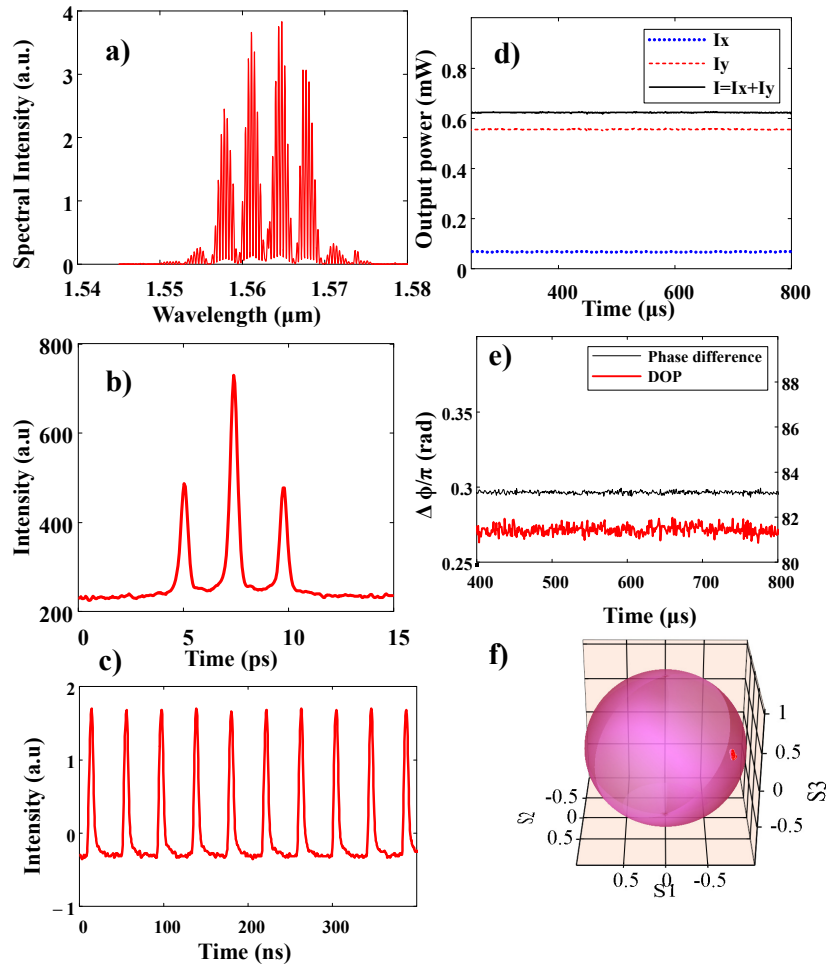 a)
Spectral Intensity (a.u.)
4
3
2
1
0
1.54 1.55 1.56 1.57 1.58
Wavelength (μm)
d)
Ix
Iy
I=Ix+Iy
Output power (mW)
0.8
0.6
0.4
0.2
0
400 600 800
Time (μs)
b)
Intensity (a.u)
800
600
400
200
0 5 10 15
Time (ps)
e)
Phase difference
DOP
Δ ϕ/π (rad)
0.35
0.3
0.25
88
86
84
82
80
400 500 600 700 800
Time (μs)
c)
Intensity (a.u)
2
1
0
−1
0 100 200 300
Time (ns)
f)
1
0.5
0
-0.5
S3
-0.5
0
0.5
S2
0.5 0 -0.5
S1